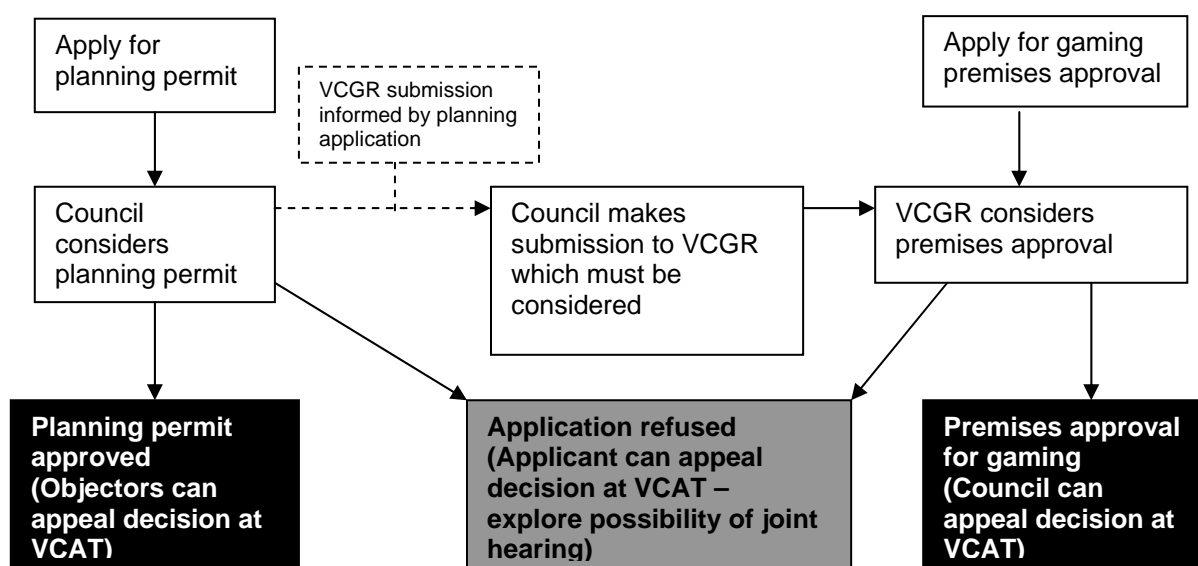 Apply for
planning permit
VCGR submission
informed by planning
application
Apply for gaming
premises approval
Council
considers
planning permit
Council makes
submission to VCGR
which must be
considered
VCGR considers
premises approval
Planning permit
approved
(Objectors can
appeal decision at
VCAT)
Application refused
(Applicant can appeal
decision at VCAT –
explore possibility of joint
hearing)
Premises approval
for gaming
(Council can
appeal decision at
VCAT)